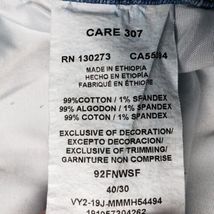 CARE 307
RN 130273 CA55
MADE IN ETHIOPIA
HECHO EN ETIOPIA
FABRIQUÉ EN ÉTHIOPIE
99%COTTON / 1% SPANDEX
99% ALGODON / 1% SPANDEX
99% COTON / 1% SPANDEX
EXCLUSIVE OF DECORATION/
EXCEPTO DECORACION/
EXCLUSIVE OF TRIMMING/
GARNITURE NON COMPRISE
92FNWSF
40/30
VY2-19J-MMMH54494
191057304262